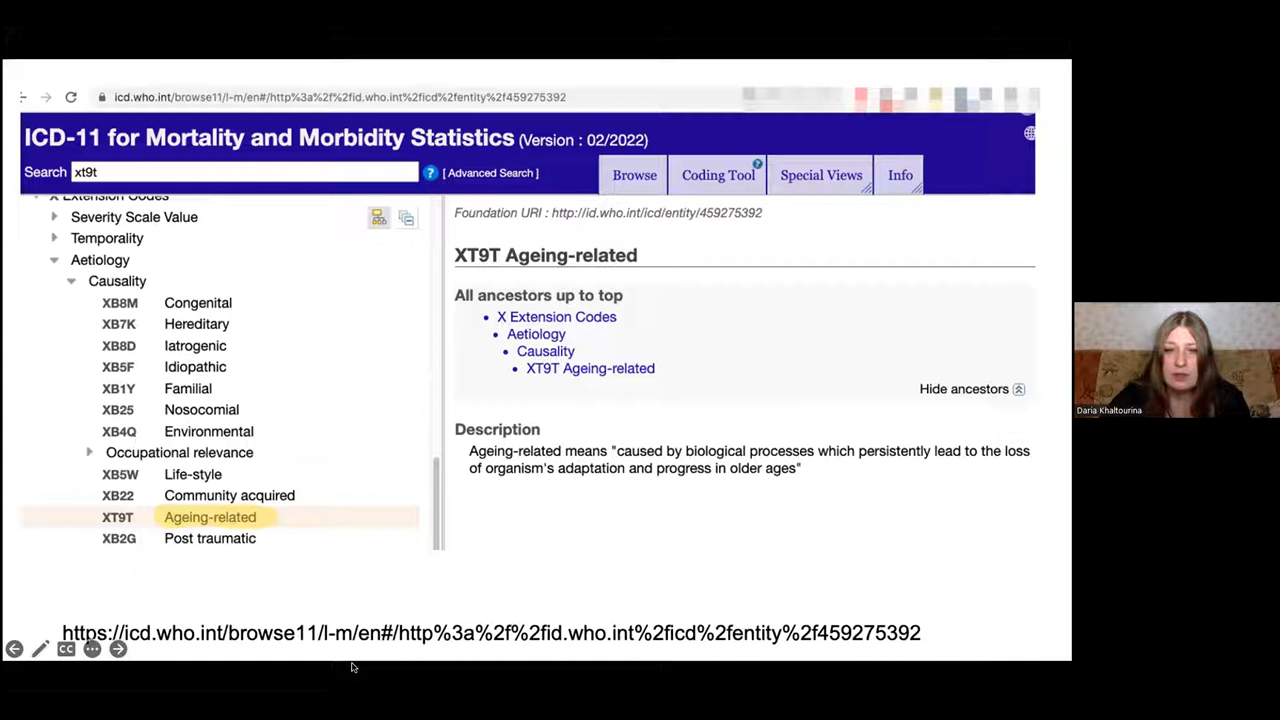 icd.who.int/browse11/l-m/en#/http%3a%2f%2fid.who.int%2ficd%2fentity%2f459275392
ICD-11 for Mortality and Morbidity Statistics (Version : 02/2022)
Search xt9t ? [ Advanced Search ] Browse Coding Tool ? Special Views Info
X Extension Codes
Severity Scale Value
Temporality
Aetiology
Causality
XB8M Congenital
XB7K Hereditary
XB8D Iatrogenic
XB5F Idiopathic
XB1Y Familial
XB25 Nosocomial
XB4Q Environmental
Occupational relevance
XB5W Life-style
XB22 Community acquired
XT9T Ageing-related
XB2G Post traumatic
Foundation URI : http://id.who.int/icd/entity/459275392
XT9T Ageing-related
All ancestors up to top
X Extension Codes
Aetiology
Causality
XT9T Ageing-related
Hide ancestors
Description
Ageing-related means "caused by biological processes which persistently lead to the loss
of organism's adaptation and progress in older ages"
https://icd.who.int/browse11/l-m/en#/http%3a%2f%2fid.who.int%2ficd%2fentity%2f459275392
CC
Daria Khaltourina